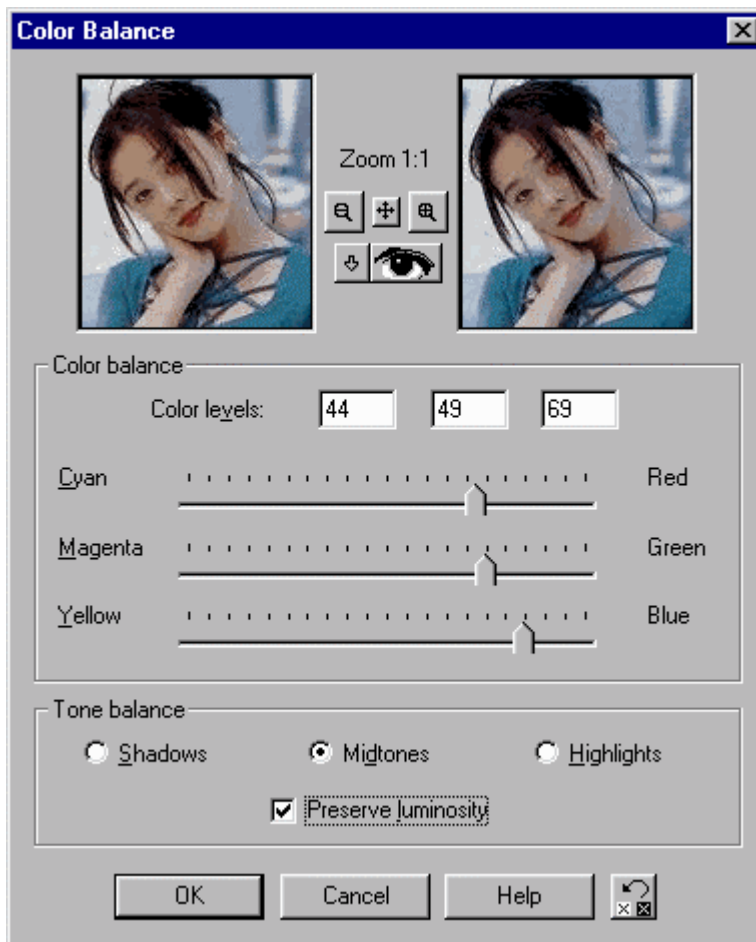 Color Balance
Zoom 1:1
Color balance
Color levels: 44 49 69
Cyan Red
Magenta Green
Yellow Blue
Tone balance
Shadows Midtones Highlights
Preserve luminosity
OK Cancel Help